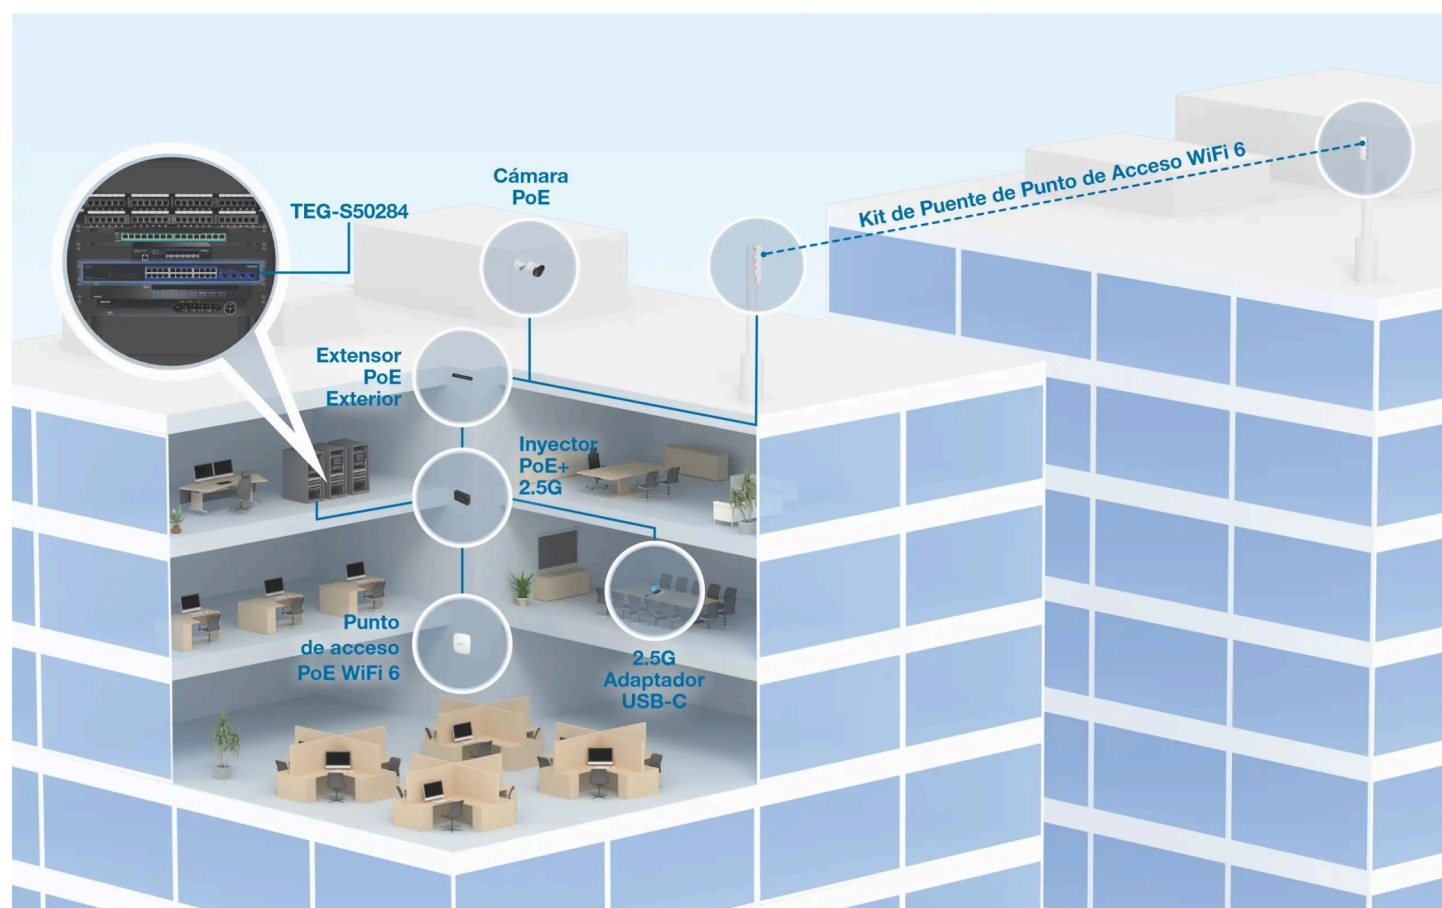 Kit de Puente de Punto de Acceso WiFi 6
Cámara
PoE
TEG-S50284
Extensor
PoE
Exterior
Inyector
PoE+
2.5G
Punto
de acceso
PoE WiFi 6
2.5G
Adaptador
USB-C